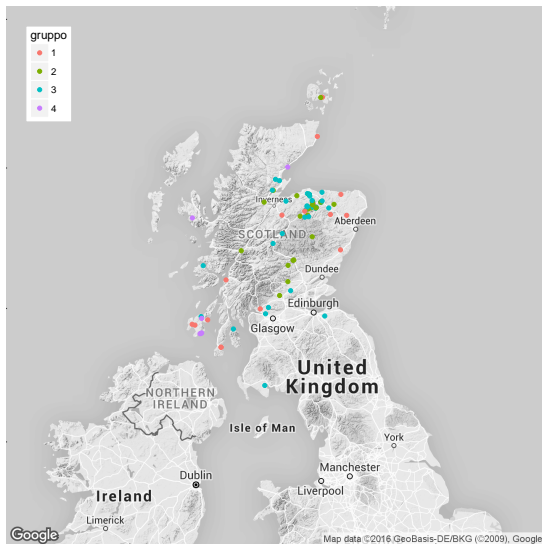 gruppo
1
2
3
4
Inverness
Aberdeen
SCOTLAND
Dundee
Edinburgh
Glasgow
United
Kingdom
NORTHERN
IRELAND
Isle of Man
York
Dublin
Manchester
Ireland
Liverpool
Limerick
Google
Map data ©2016 GeoBasis-DE/BKG (©2009), Google